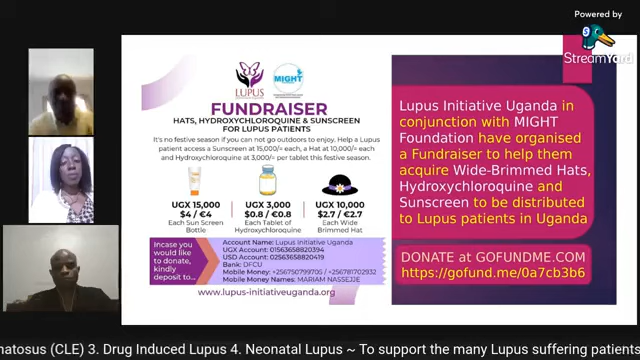 Powered by
StreamYard
LUPUS
MIGHT
FUNDRAISER
HATS, HYDROXYCHLOROQUINE & SUNSCREEN
FOR LUPUS PATIENTS
It's no festive season if you can not go outdoors to enjoy. Help a Lupus
patient access a Sunscreen at 15,000/= each, a Hat at 10,000/= each
and Hydroxychloroquine at 3,000/= per tablet this festive season.
UGX 15,000
$4 / €4
Each Sun Screen
Bottle
UGX 3,000
$0.8 / €0.8
Each Tablet of
Hydroxychloroquine
UGX 10,000
$2.7 / €2.7
Each Wide
Brimmed Hat
Incase you
would like
to donate,
kindly
deposit to...
Account Name: Lupus Initiative Uganda
UGX Account: 01563658820394
USD Account: 02563658820419
Bank: DFCU
Mobile Money: +256750799705 / +256781702932
Mobile Money Names: MARIAM NASSEJJE
www.lupus-initiativeuganda.org
Lupus Initiative Uganda in
conjunction with MIGHT
Foundation have organised
a Fundraiser to help them
acquire Wide-Brimmed Hats,
Hydroxychloroquine and
Sunscreen to be distributed
to Lupus patients in Uganda
DONATE at GOFUNDME.COM
https://gofund.me/0a7cb3b6
matosus (CLE) 3. Drug Induced Lupus 4. Neonatal Lupus ~ To support the many Lupus suffering patients